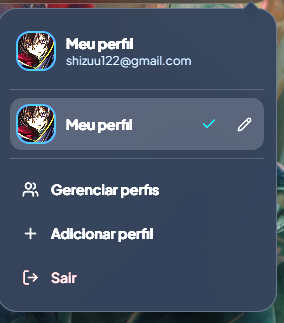 Meu perfil
shizuu122@gmail.com
Meu perfil
Gerenciar perfis
Adicionar perfil
Sair